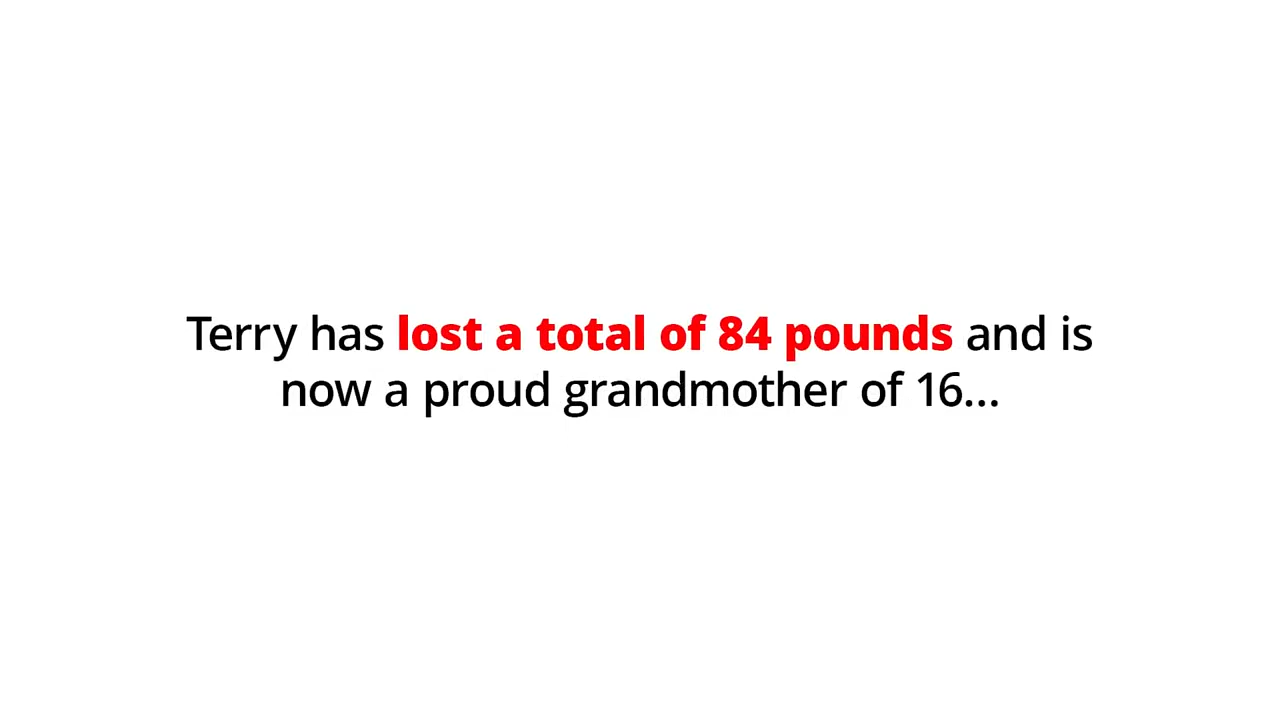 Terry has lost a total of 84 pounds and is
now a proud grandmother of 16...